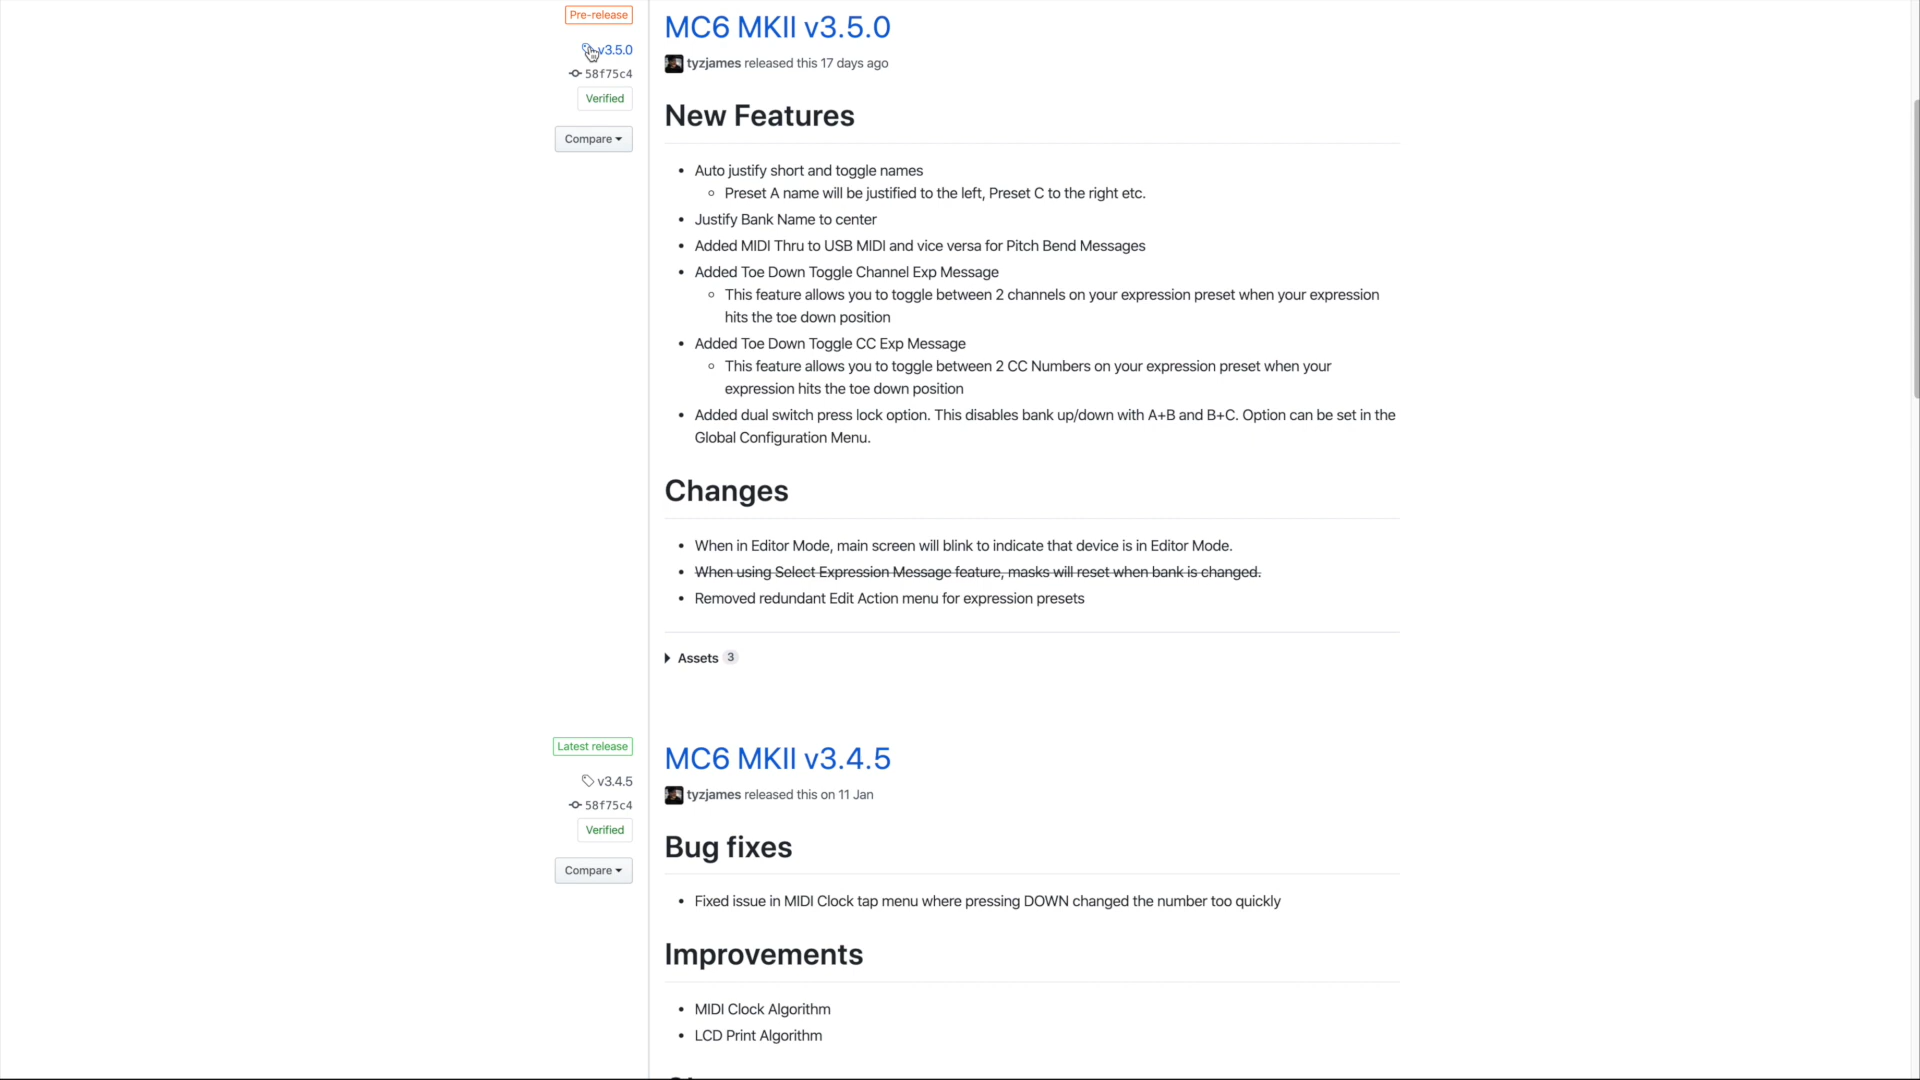 Pre-release
v3.5.0
58f75c4
Verified
Compare
MC6 MKII v3.5.0
tyzjames released this 17 days ago
New Features
Auto justify short and toggle names
Preset A name will be justified to the left, Preset C to the right etc.
Justify Bank Name to center
Added MIDI Thru to USB MIDI and vice versa for Pitch Bend Messages
Added Toe Down Toggle Channel Exp Message
This feature allows you to toggle between 2 channels on your expression preset when your expression
hits the toe down position
Added Toe Down Toggle CC Exp Message
This feature allows you to toggle between 2 CC Numbers on your expression preset when your
expression hits the toe down position
Added dual switch press lock option. This disables bank up/down with A+B and B+C. Option can be set in the
Global Configuration Menu.
Changes
When in Editor Mode, main screen will blink to indicate that device is in Editor Mode.
When using Select Expression Message feature, masks will reset when bank is changed.
Removed redundant Edit Action menu for expression presets
Assets 3
Latest release
v3.4.5
58f75c4
Verified
Compare
MC6 MKII v3.4.5
tyzjames released this on 11 Jan
Bug fixes
Fixed issue in MIDI Clock tap menu where pressing DOWN changed the number too quickly
Improvements
MIDI Clock Algorithm
LCD Print Algorithm